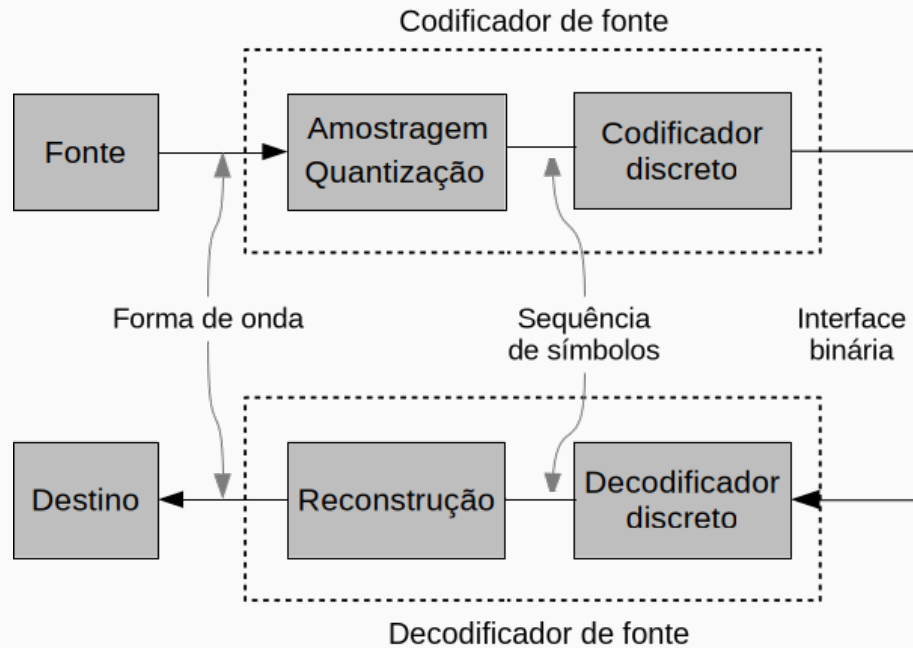 Codificador de fonte
Fonte
Amostragem
Quantização
Codificador
discreto
Forma de onda
Sequência
de símbolos
Interface
binária
Destino
Reconstrução
Decodificador
discreto
Decodificador de fonte